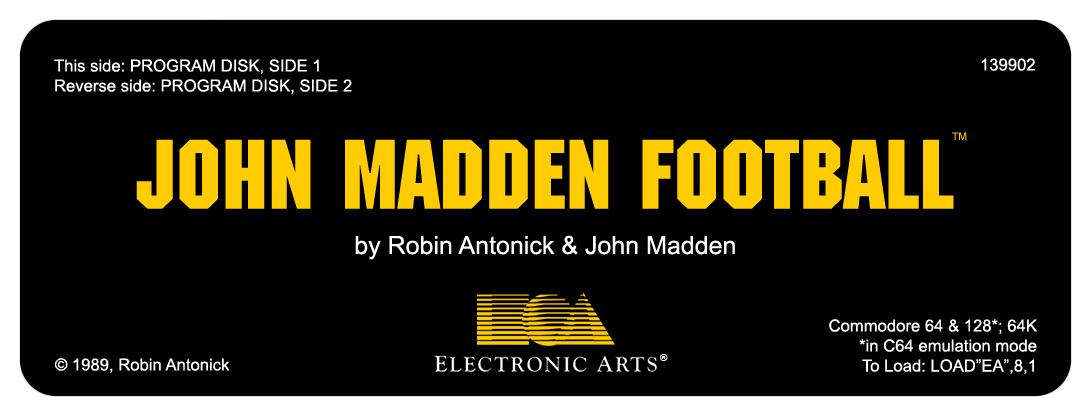 This side: PROGRAM DISK, SIDE 1
Reverse side: PROGRAM DISK, SIDE 2
139902
JOHN MADDEN FOOTBALL™
by Robin Antonick & John Madden
EA
ELECTRONIC ARTS®
© 1989, Robin Antonick
Commodore 64 & 128*; 64K
*in C64 emulation mode
To Load: LOAD”EA”,8,1